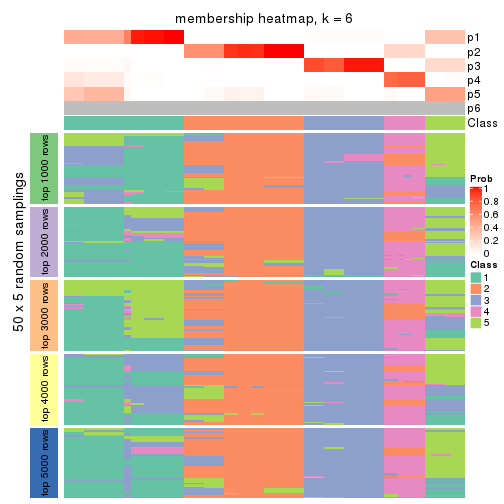 membership heatmap, k = 6
p1
p2
p3
p4
p5
p6
Class
50 x 5 random samplings
top 1000 rows
top 2000 rows
top 3000 rows
top 4000 rows
top 5000 rows
Prob
1
0.8
0.6
0.4
0.2
0
Class
1
2
3
4
5